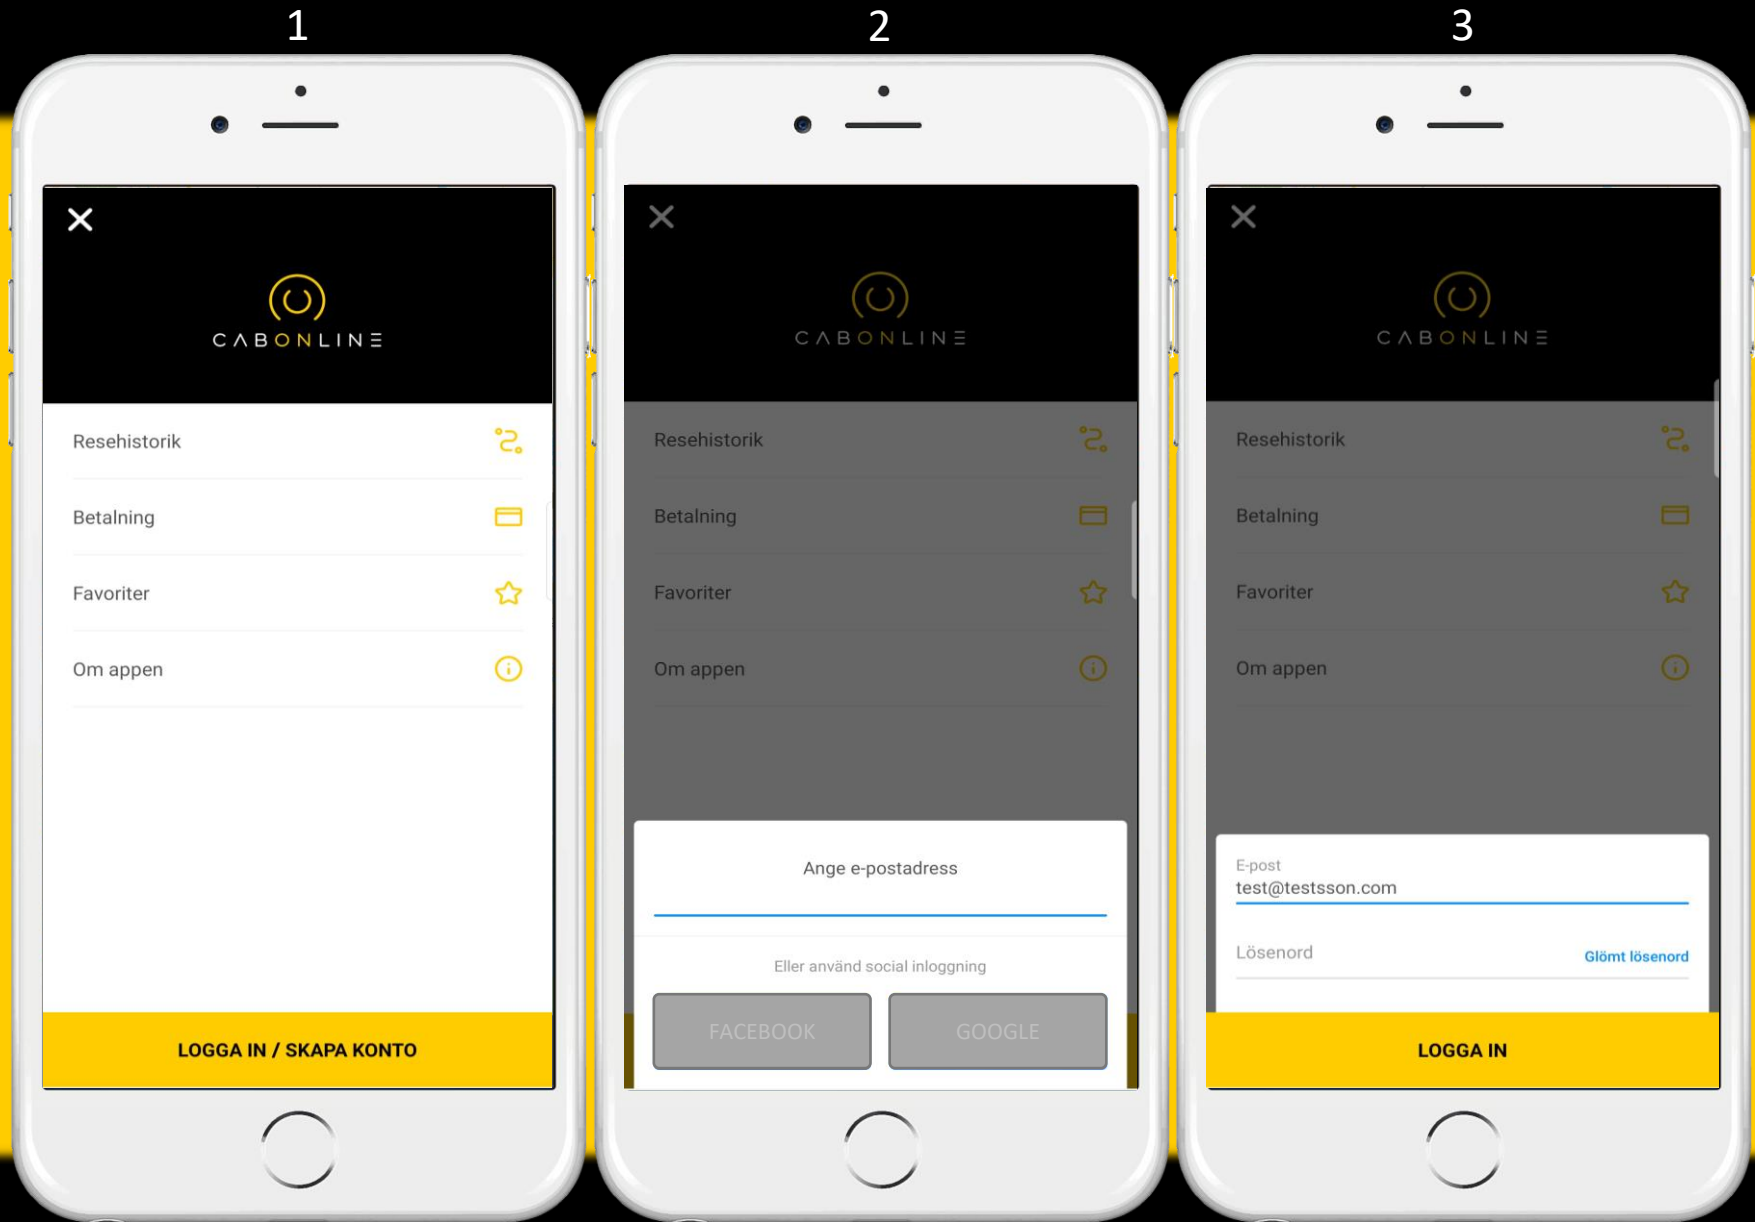 1
CABONLINE
Resehistorik
Betalning
Favoriter
Om appen
LOGGA IN / SKAPA KONTO
2
CABONLINE
Resehistorik
Betalning
Favoriter
Om appen
Ange e-postadress
Eller använd social inloggning
FACEBOOK
GOOGLE
3
CABONLINE
Resehistorik
Betalning
Favoriter
Om appen
E-post
test@testsson.com
Lösenord
Glömt lösenord
LOGGA IN